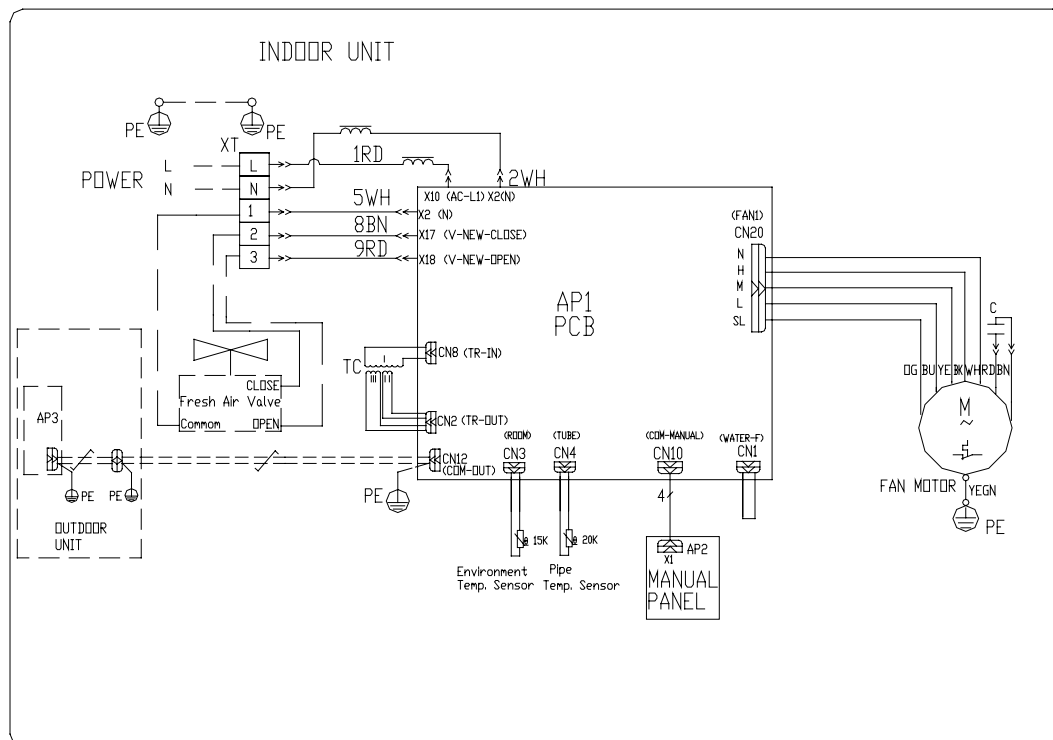 INDOOR UNIT
PE
PE
XT
POWER
L
N
L
N
1
2
3
1RD
2WH
5WH
8BN
9RD
X10 (AC-L1) X2(N)
X2 (N)
X17 (V-NEW-CLOSE)
X18 (V-NEW-OPEN)
(FAN1)
CN20
N
H
M
L
SL
AP1
PCB
C
TC
CN8 (TR-IN)
CN2 (TR-OUT)
CLOSE
Fresh Air Valve
Commom
OPEN
OG BU YE BK WH RD BN
M
~
AP3
PE
PE
OUTDOOR
UNIT
CN12
(COM-OUT)
PE
(ROOM)
CN3
(TUBE)
CN4
(COM-MANUAL)
CN10
(WATER-F)
CN1
FAN MOTOR
YEGN
PE
4
15K
20K
Environment
Temp. Sensor
Pipe
Temp. Sensor
AP2
X1
MANUAL
PANEL